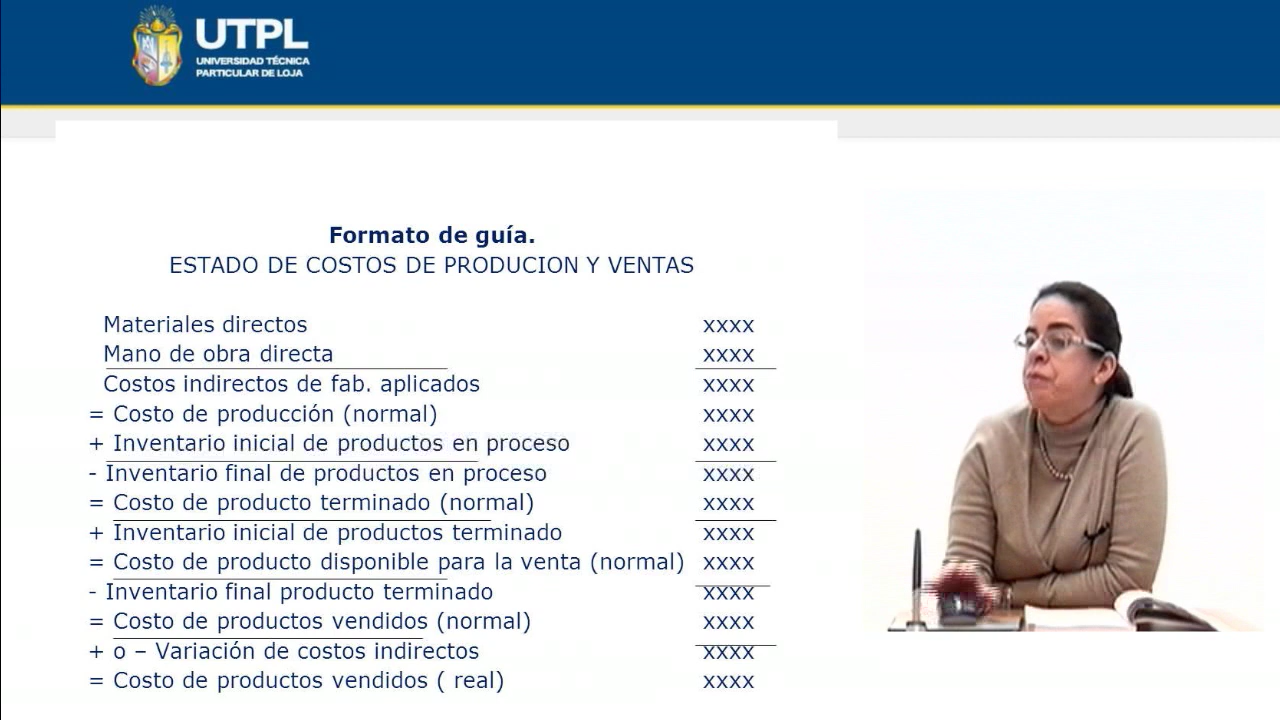 UTPL
UNIVERSIDAD TÉCNICA
PARTICULAR DE LOJA
Formato de guía.
ESTADO DE COSTOS DE PRODUCION Y VENTAS
Materiales directos xxxx
Mano de obra directa xxxx
Costos indirectos de fab. aplicados xxxx
= Costo de producción (normal) xxxx
+ Inventario inicial de productos en proceso xxxx
- Inventario final de productos en proceso xxxx
= Costo de producto terminado (normal) xxxx
+ Inventario inicial de productos terminado xxxx
= Costo de producto disponible para la venta (normal) xxxx
- Inventario final producto terminado xxxx
= Costo de productos vendidos (normal) xxxx
+ o – Variación de costos indirectos xxxx
= Costo de productos vendidos ( real) xxxx